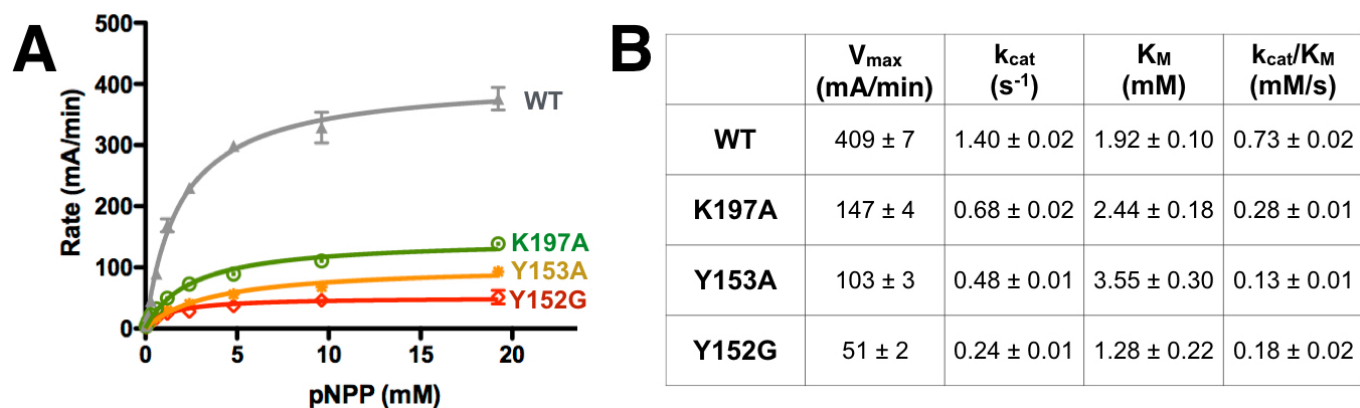 A
500
400
300
200
100
0
Rate (mA/min)
WT
K197A
Y153A
Y152G
0 5 10 15 20
pNPP (mM)
B
Vmax (mA/min) kcat (s-1) KM (mM) kcat/KM (mM/s)
WT 409 ± 7 1.40 ± 0.02 1.92 ± 0.10 0.73 ± 0.02
K197A 147 ± 4 0.68 ± 0.02 2.44 ± 0.18 0.28 ± 0.01
Y153A 103 ± 3 0.48 ± 0.01 3.55 ± 0.30 0.13 ± 0.01
Y152G 51 ± 2 0.24 ± 0.01 1.28 ± 0.22 0.18 ± 0.02